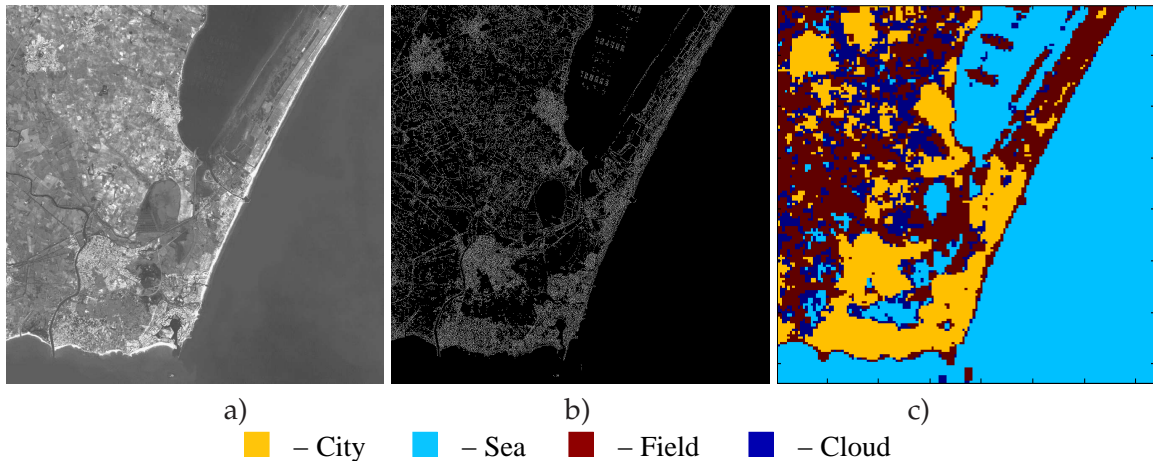 a) b) c)
– City – Sea – Field – Cloud